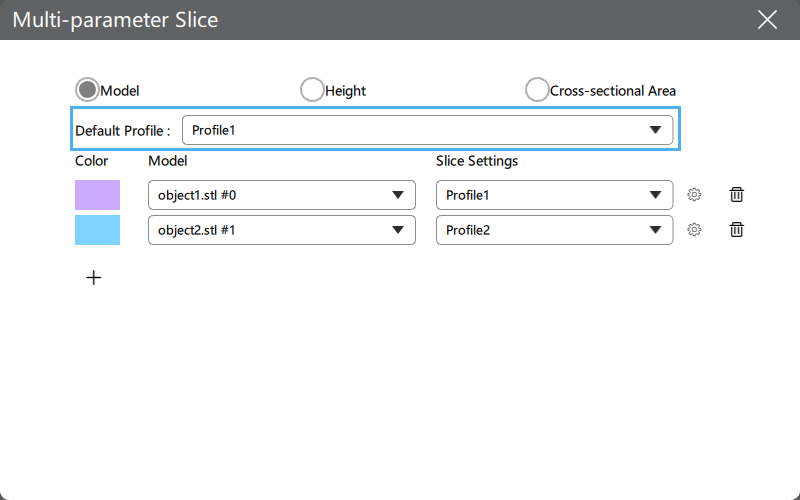 Multi-parameter Slice
Model Height Cross-sectional Area
Default Profile : Profile1
Color Model Slice Settings
object1.stl #0 Profile1
object2.stl #1 Profile2